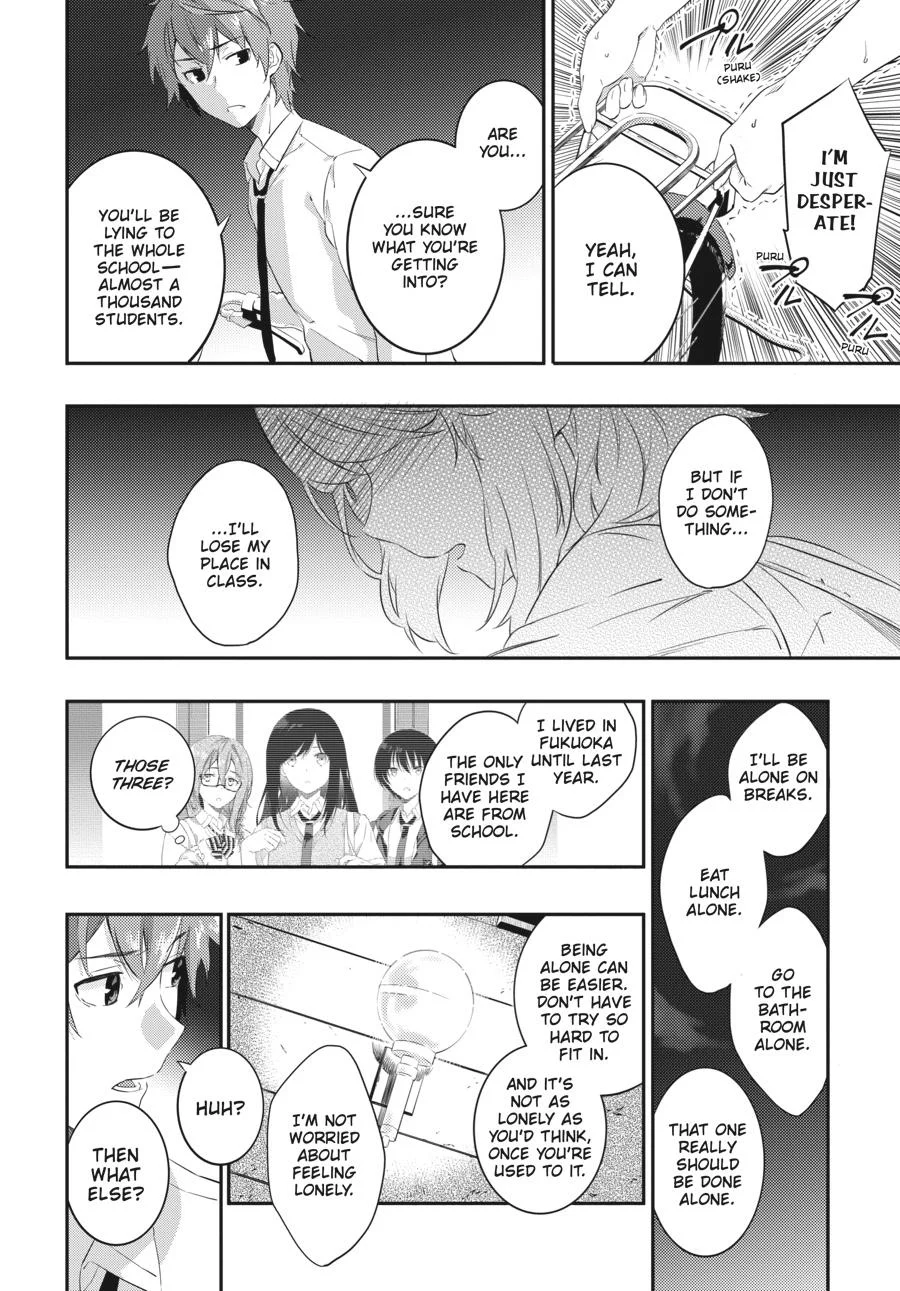 I'M
JUST
DESPER-
ATE!
プル
PURU
(SHAKE)
YEAH,
I CAN
TELL.
PURU
プル
プル
PURU
ARE
YOU...
...SURE
YOU KNOW
WHAT YOU'RE
GETTING
INTO?
YOU'LL BE
LYING TO
THE WHOLE
SCHOOL—
ALMOST A
THOUSAND
STUDENTS.
BUT IF
I DON'T
DO SOME-
THING...
...I'LL
LOSE MY
PLACE IN
CLASS.
I LIVED IN
FUKUOKA
UNTIL LAST
YEAR.
THE ONLY
FRIENDS I
HAVE HERE
ARE FROM
SCHOOL.
THOSE
THREE?
I'LL BE
ALONE ON
BREAKS.
EAT
LUNCH
ALONE.
GO
TO THE
BATH-
ROOM
ALONE.
THAT ONE
REALLY
SHOULD
BE DONE
ALONE.
BEING
ALONE CAN
BE EASIER.
DON'T HAVE
TO TRY SO
HARD TO
FIT IN.
AND IT'S
NOT AS
LONELY AS
YOU'D THINK,
ONCE YOU'RE
USED TO IT.
I'M NOT
WORRIED
ABOUT
FEELING
LONELY.
HUH?
THEN
WHAT
ELSE?